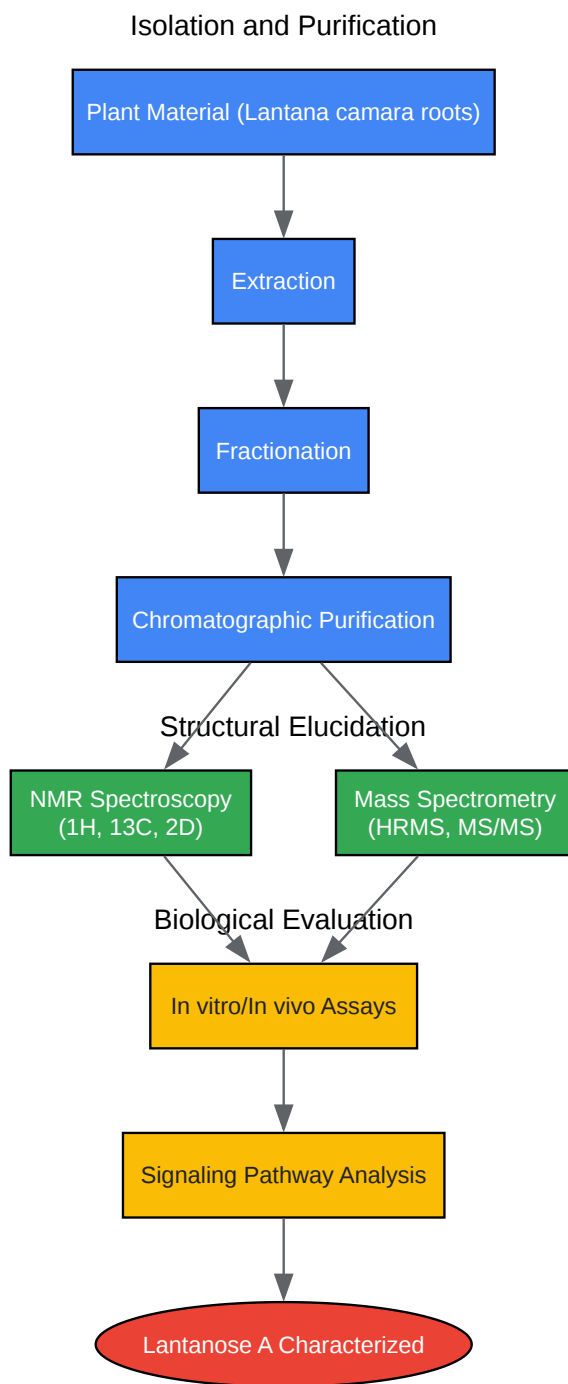 Isolation and Purification
Plant Material (Lantana camara roots)
Extraction
Fractionation
Chromatographic Purification
Structural Elucidation
NMR Spectroscopy
(1H, 13C, 2D)
Mass Spectrometry
(HRMS, MS/MS)
Biological Evaluation
In vitro/In vivo Assays
Signaling Pathway Analysis
Lantanose A Characterized